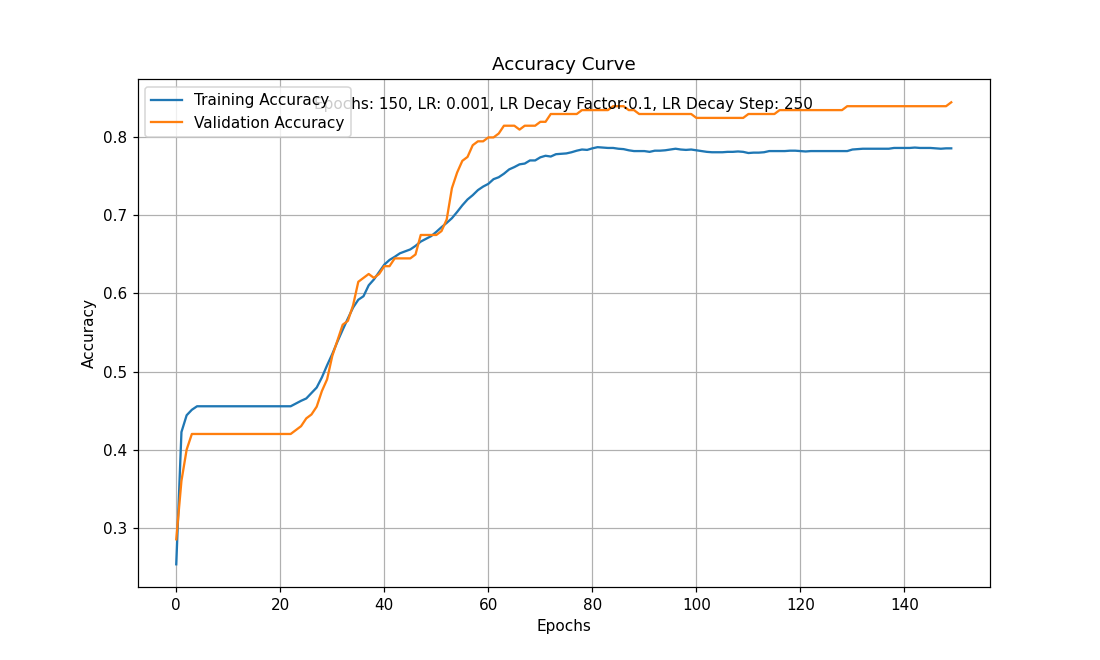 Accuracy Curve
Epochs: 150, LR: 0.001, LR Decay Factor:0.1, LR Decay Step: 250
Training Accuracy
Validation Accuracy
Accuracy
0.8
0.7
0.6
0.5
0.4
0.3
0 20 40 60 80 100 120 140
Epochs